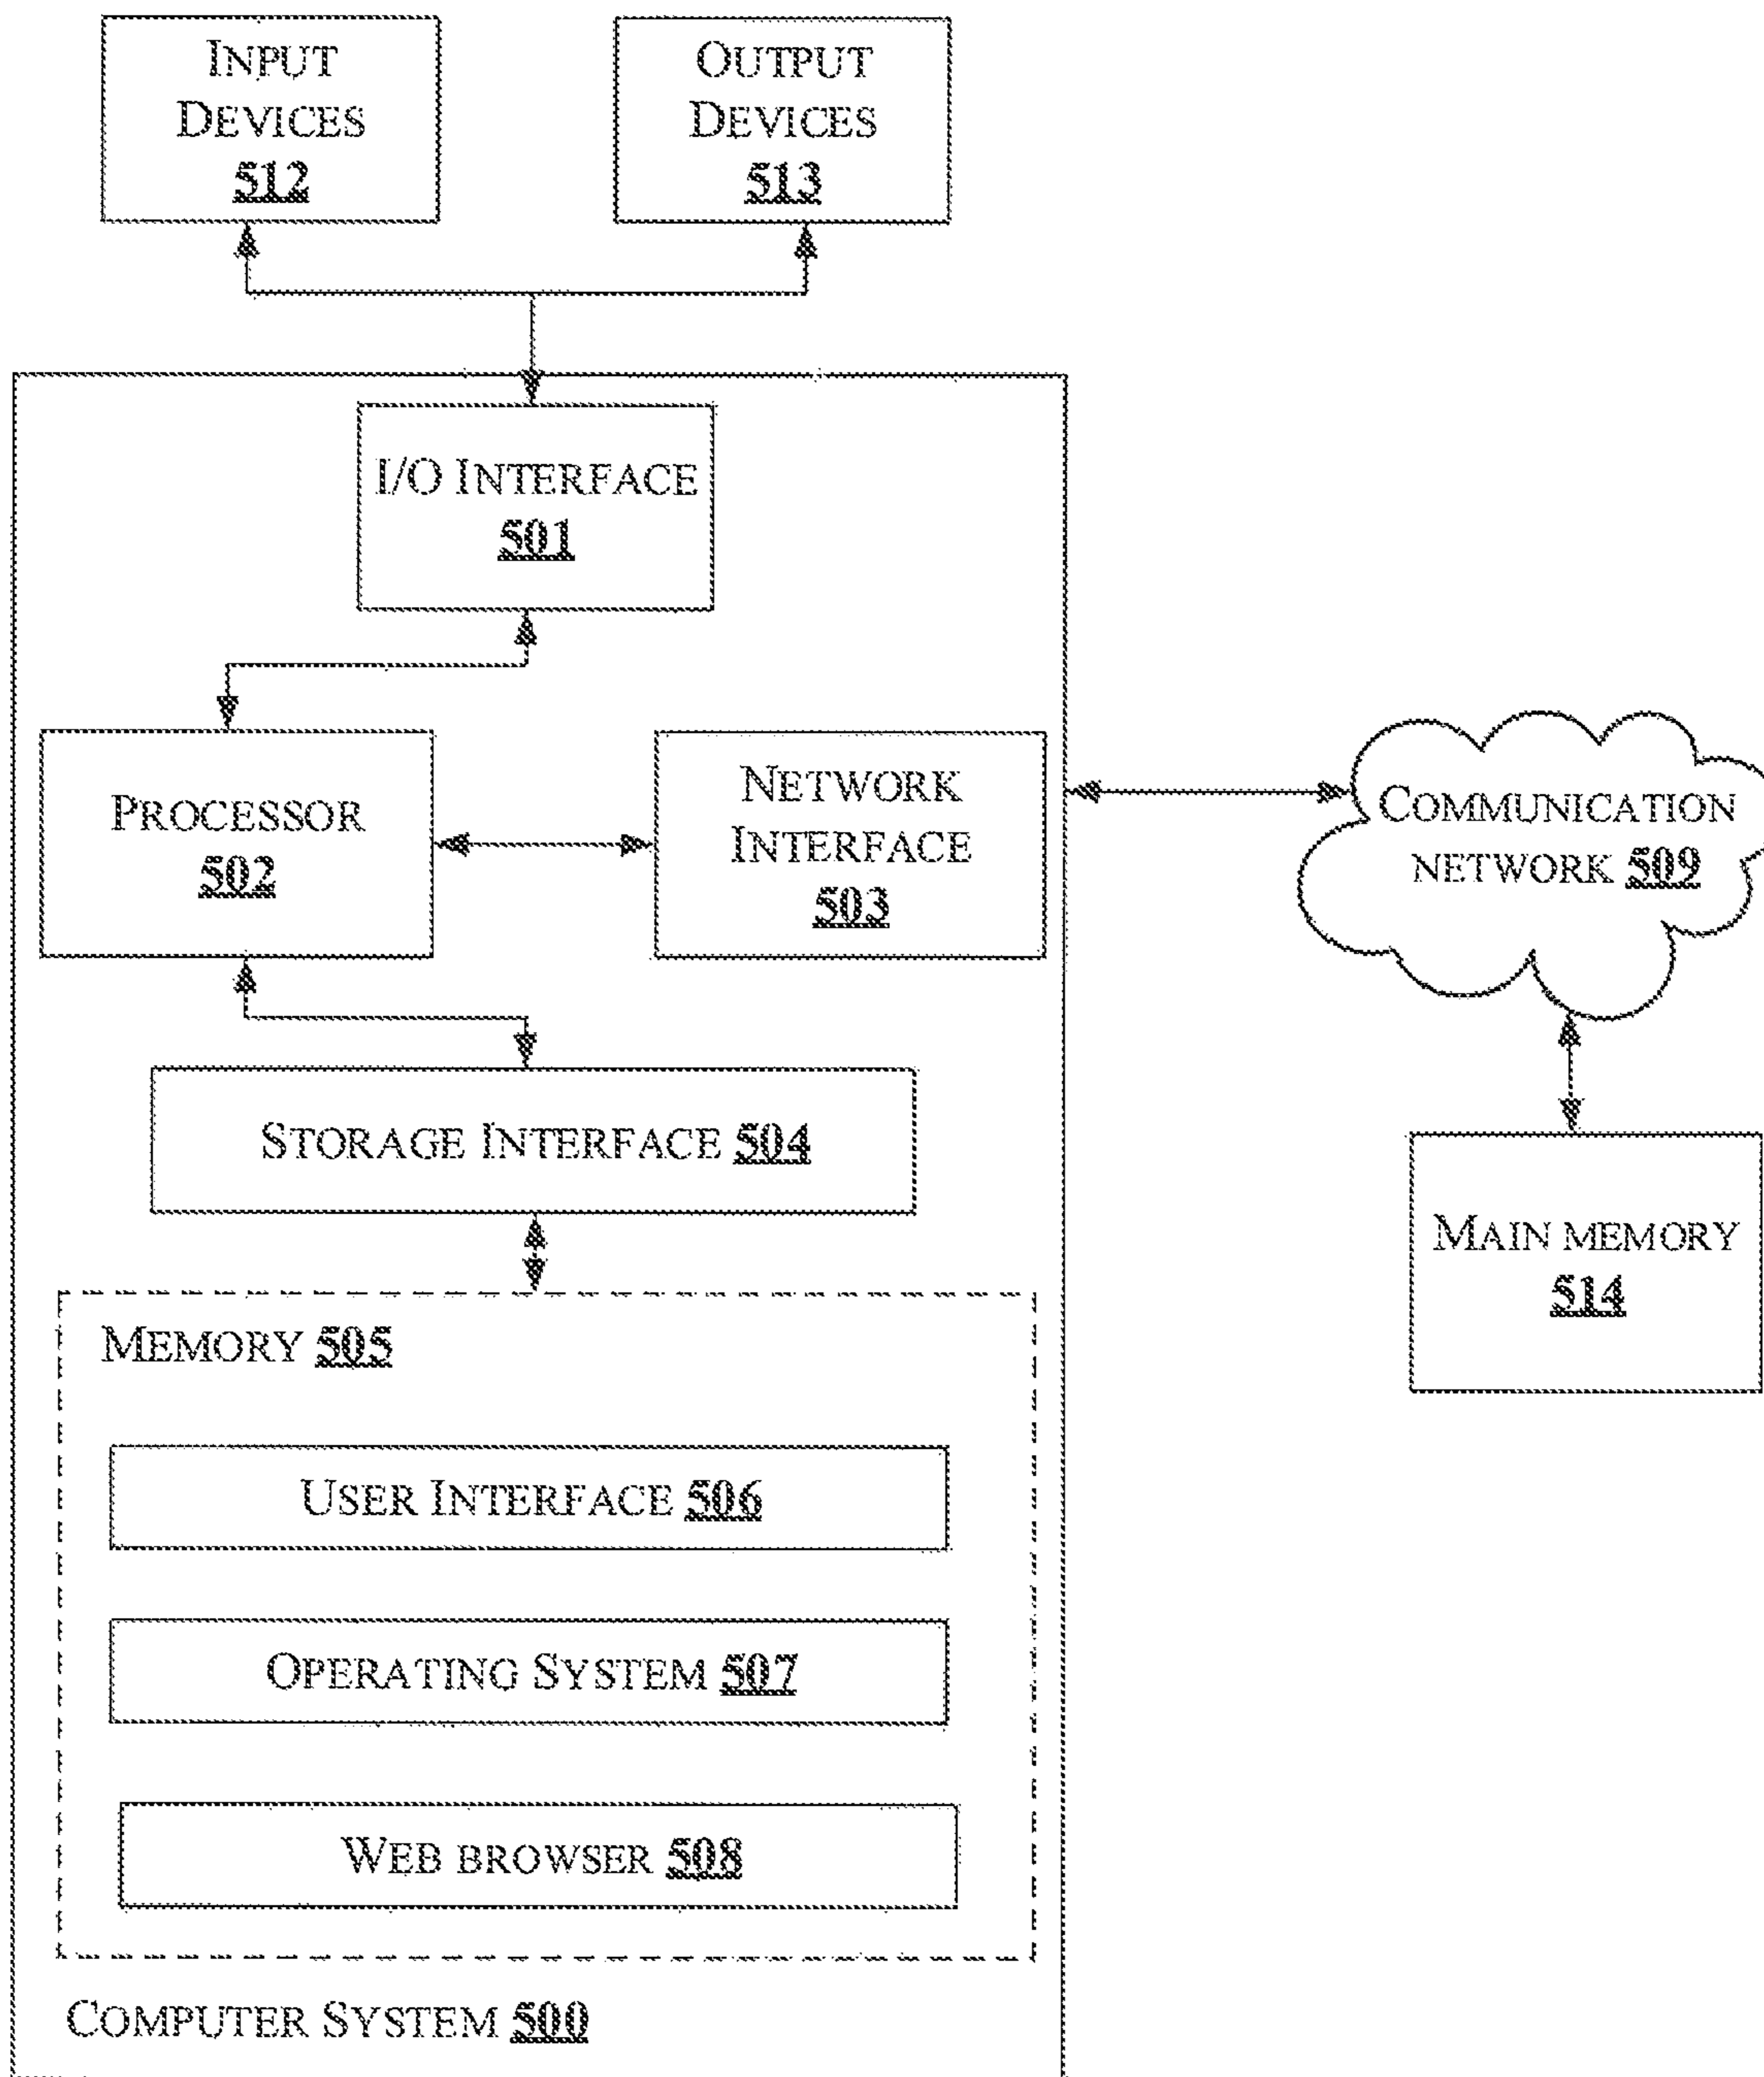 INPUT
DEVICES
512
OUTPUT
DEVICES
513
I/O INTERFACE
501
PROCESSOR
502
NETWORK
INTERFACE
503
COMMUNICATION
NETWORK 509
STORAGE INTERFACE 504
MAIN MEMORY
514
MEMORY 505
USER INTERFACE 506
OPERATING SYSTEM 507
WEB BROWSER 508
COMPUTER SYSTEM 500